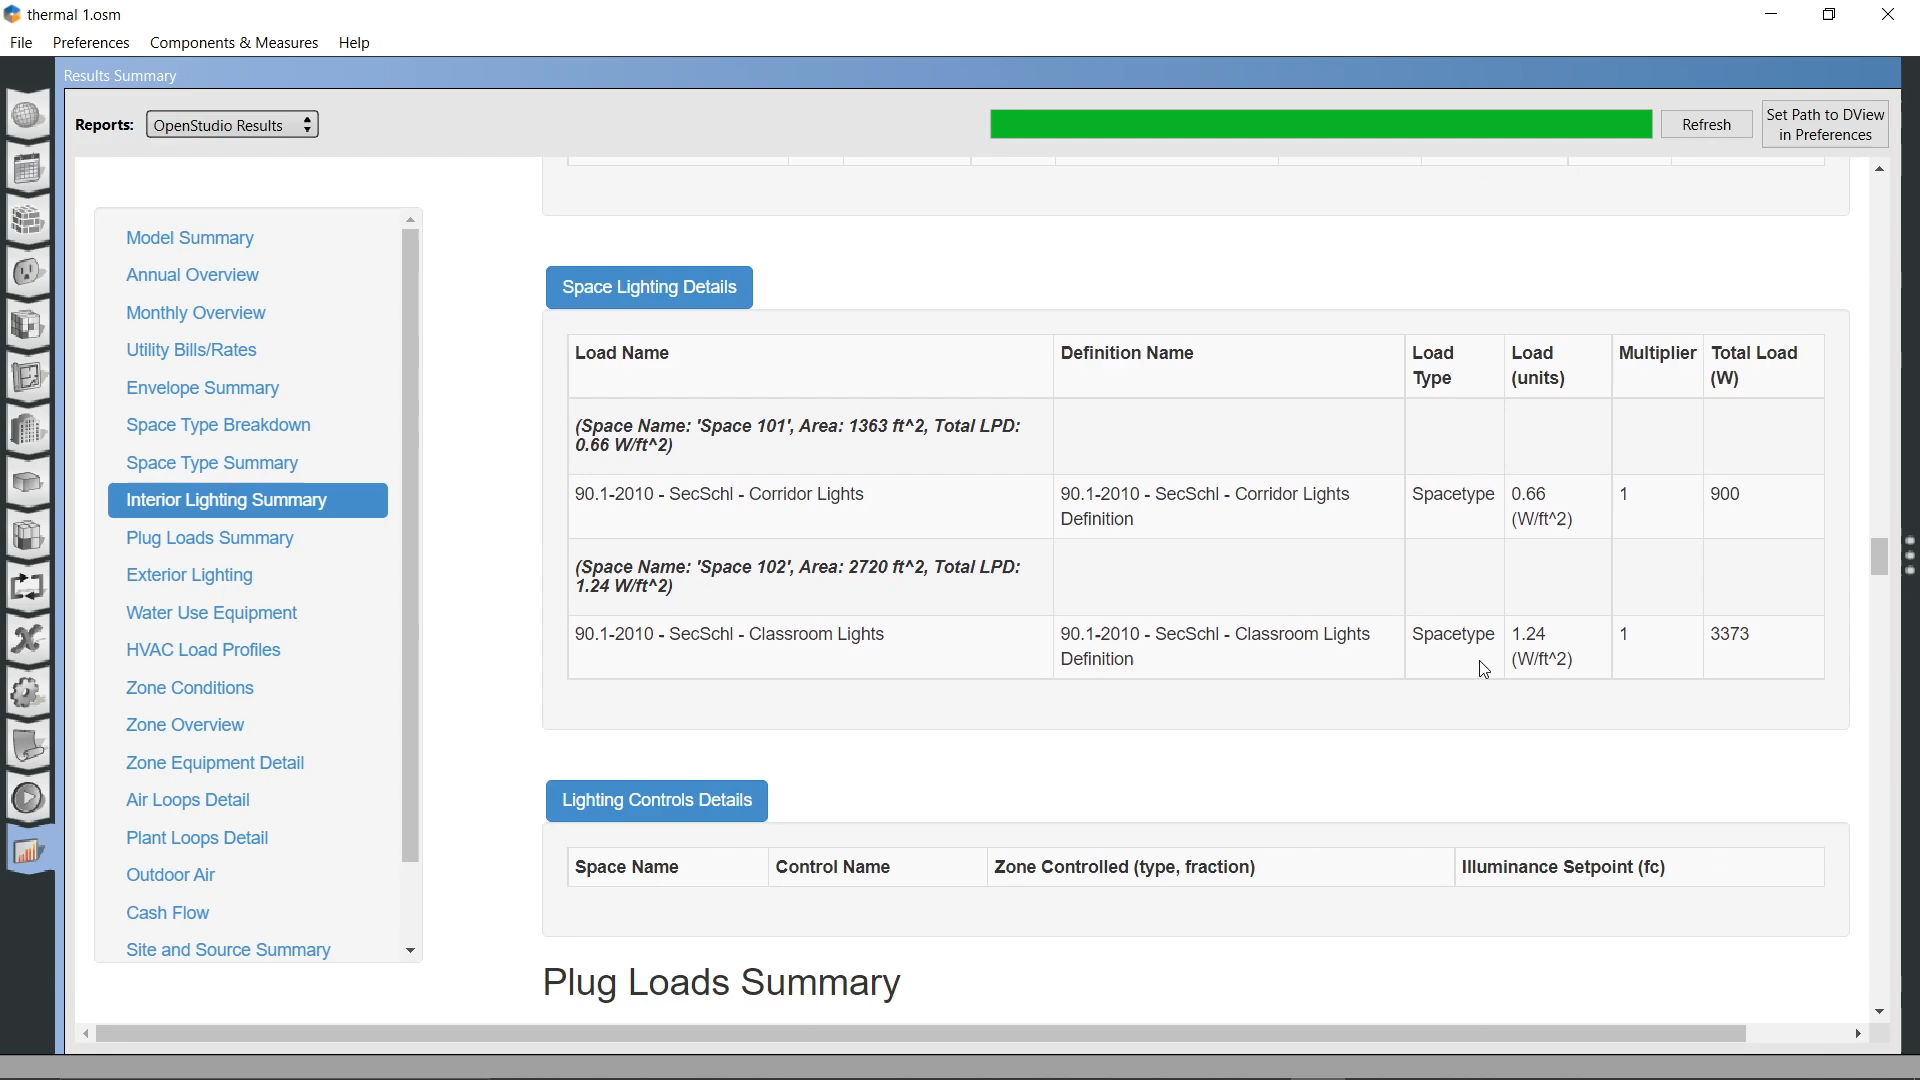 thermal 1.osm
File Preferences Components & Measures Help
Results Summary
Reports: OpenStudio Results Refresh Set Path to DView
in Preferences
Model Summary
Annual Overview
Monthly Overview
Utility Bills/Rates
Envelope Summary
Space Type Breakdown
Space Type Summary
Interior Lighting Summary
Plug Loads Summary
Exterior Lighting
Water Use Equipment
HVAC Load Profiles
Zone Conditions
Zone Overview
Zone Equipment Detail
Air Loops Detail
Plant Loops Detail
Outdoor Air
Cash Flow
Site and Source Summary
Space Lighting Details
Load Name Definition Name Load Load Multiplier Total Load
Type (units) (W)
(Space Name: 'Space 101', Area: 1363 ft^2, Total LPD:
0.66 W/ft^2)
90.1-2010 - SecSchl - Corridor Lights 90.1-2010 - SecSchl - Corridor Lights Spacetype 0.66 1 900
Definition (W/ft^2)
(Space Name: 'Space 102', Area: 2720 ft^2, Total LPD:
1.24 W/ft^2)
90.1-2010 - SecSchl - Classroom Lights 90.1-2010 - SecSchl - Classroom Lights Spacetype 1.24 1 3373
Definition (W/ft^2)
Lighting Controls Details
Space Name Control Name Zone Controlled (type, fraction) Illuminance Setpoint (fc)
Plug Loads Summary